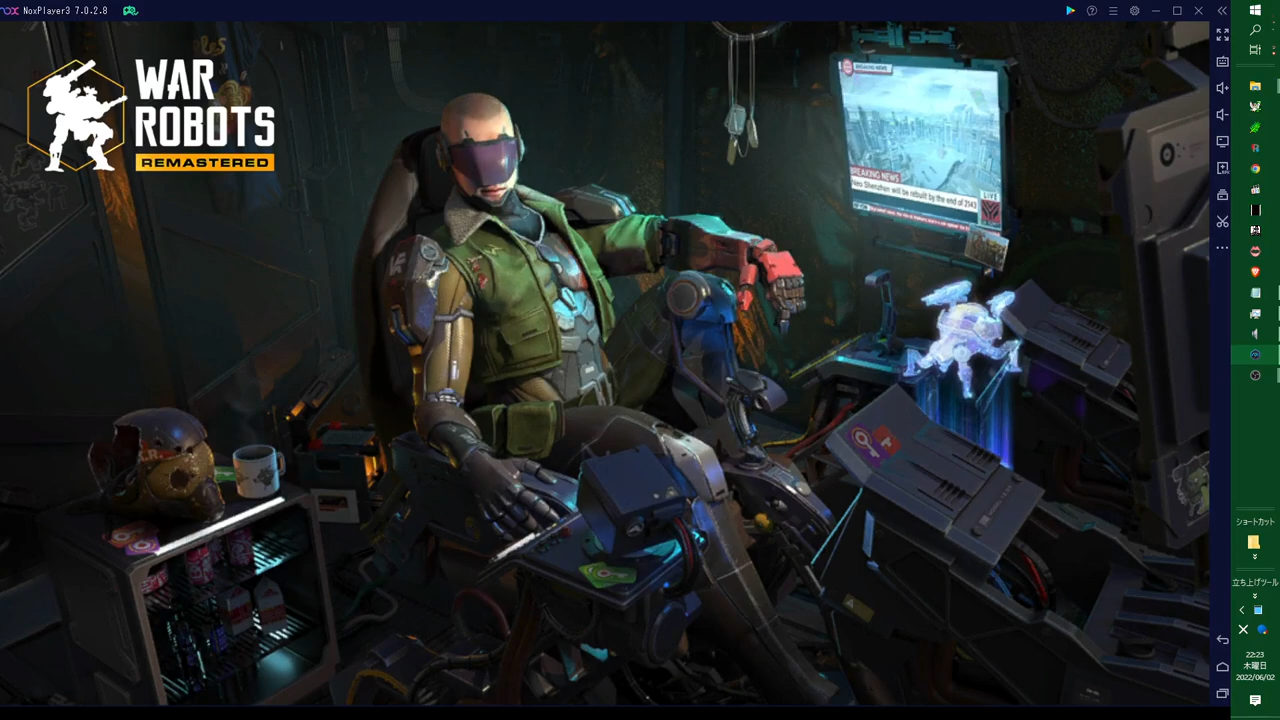 NoxPlayer3 7.0.2.8
WAR
ROBOTS
REMASTERED
BREAKING NEWS
BREAKING NEWS
Neo Shenzhen will be rebuilt by the end of 2143
LIVE
ショートカット
立ち上げツール
22:23
木曜日
2022/06/02